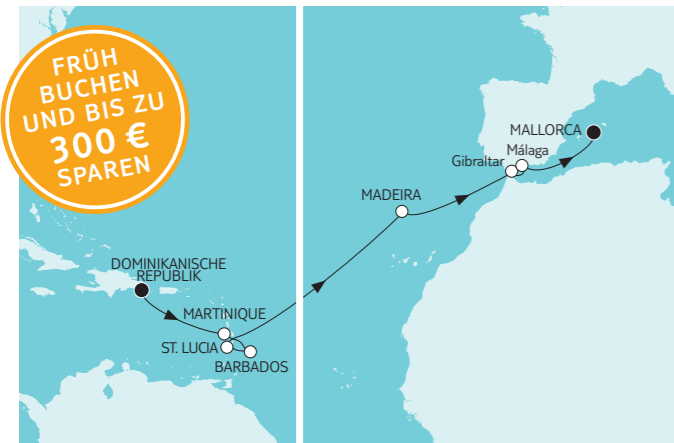 FRÜH
BUCHEN
UND BIS ZU
300 €
SPAREN
MALLORCA
Málaga
Gibraltar
MADEIRA
DOMINIKANISCHE
REPUBLIK
MARTINIQUE
ST. LUCIA
BARBADOS